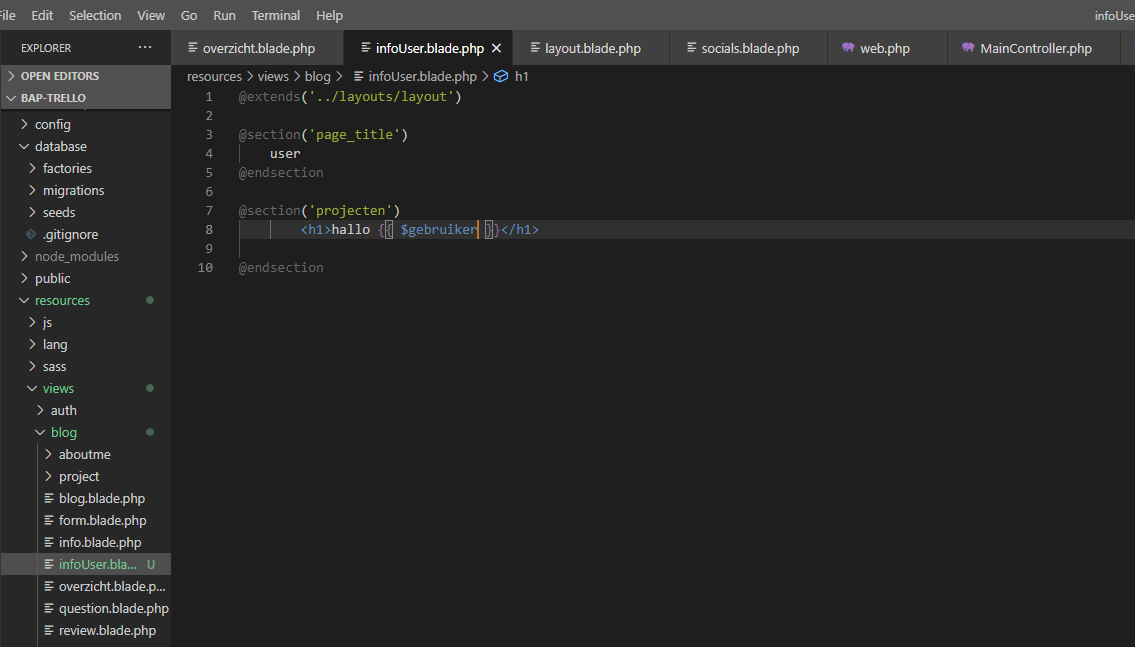 File Edit Selection View Go Run Terminal Help infoUse
EXPLORER ...
overzicht.blade.php infoUser.blade.php layout.blade.php socials.blade.php web.php MainController.php
OPEN EDITORS
BAP-TRELLO
config
database
factories
migrations
seeds
.gitignore
node_modules
public
resources
js
lang
sass
views
auth
blog
aboutme
project
blog.blade.php
form.blade.php
info.blade.php
infoUser.bla... U
overzicht.blade.p...
question.blade.php
review.blade.php
resources > views > blog > infoUser.blade.php > h1
1 @extends('../layouts/layout')
2
3 @section('page_title')
4 user
5 @endsection
6
7 @section('projecten')
8 <h1>hallo {{ $gebruiker }}</h1>
9
10 @endsection